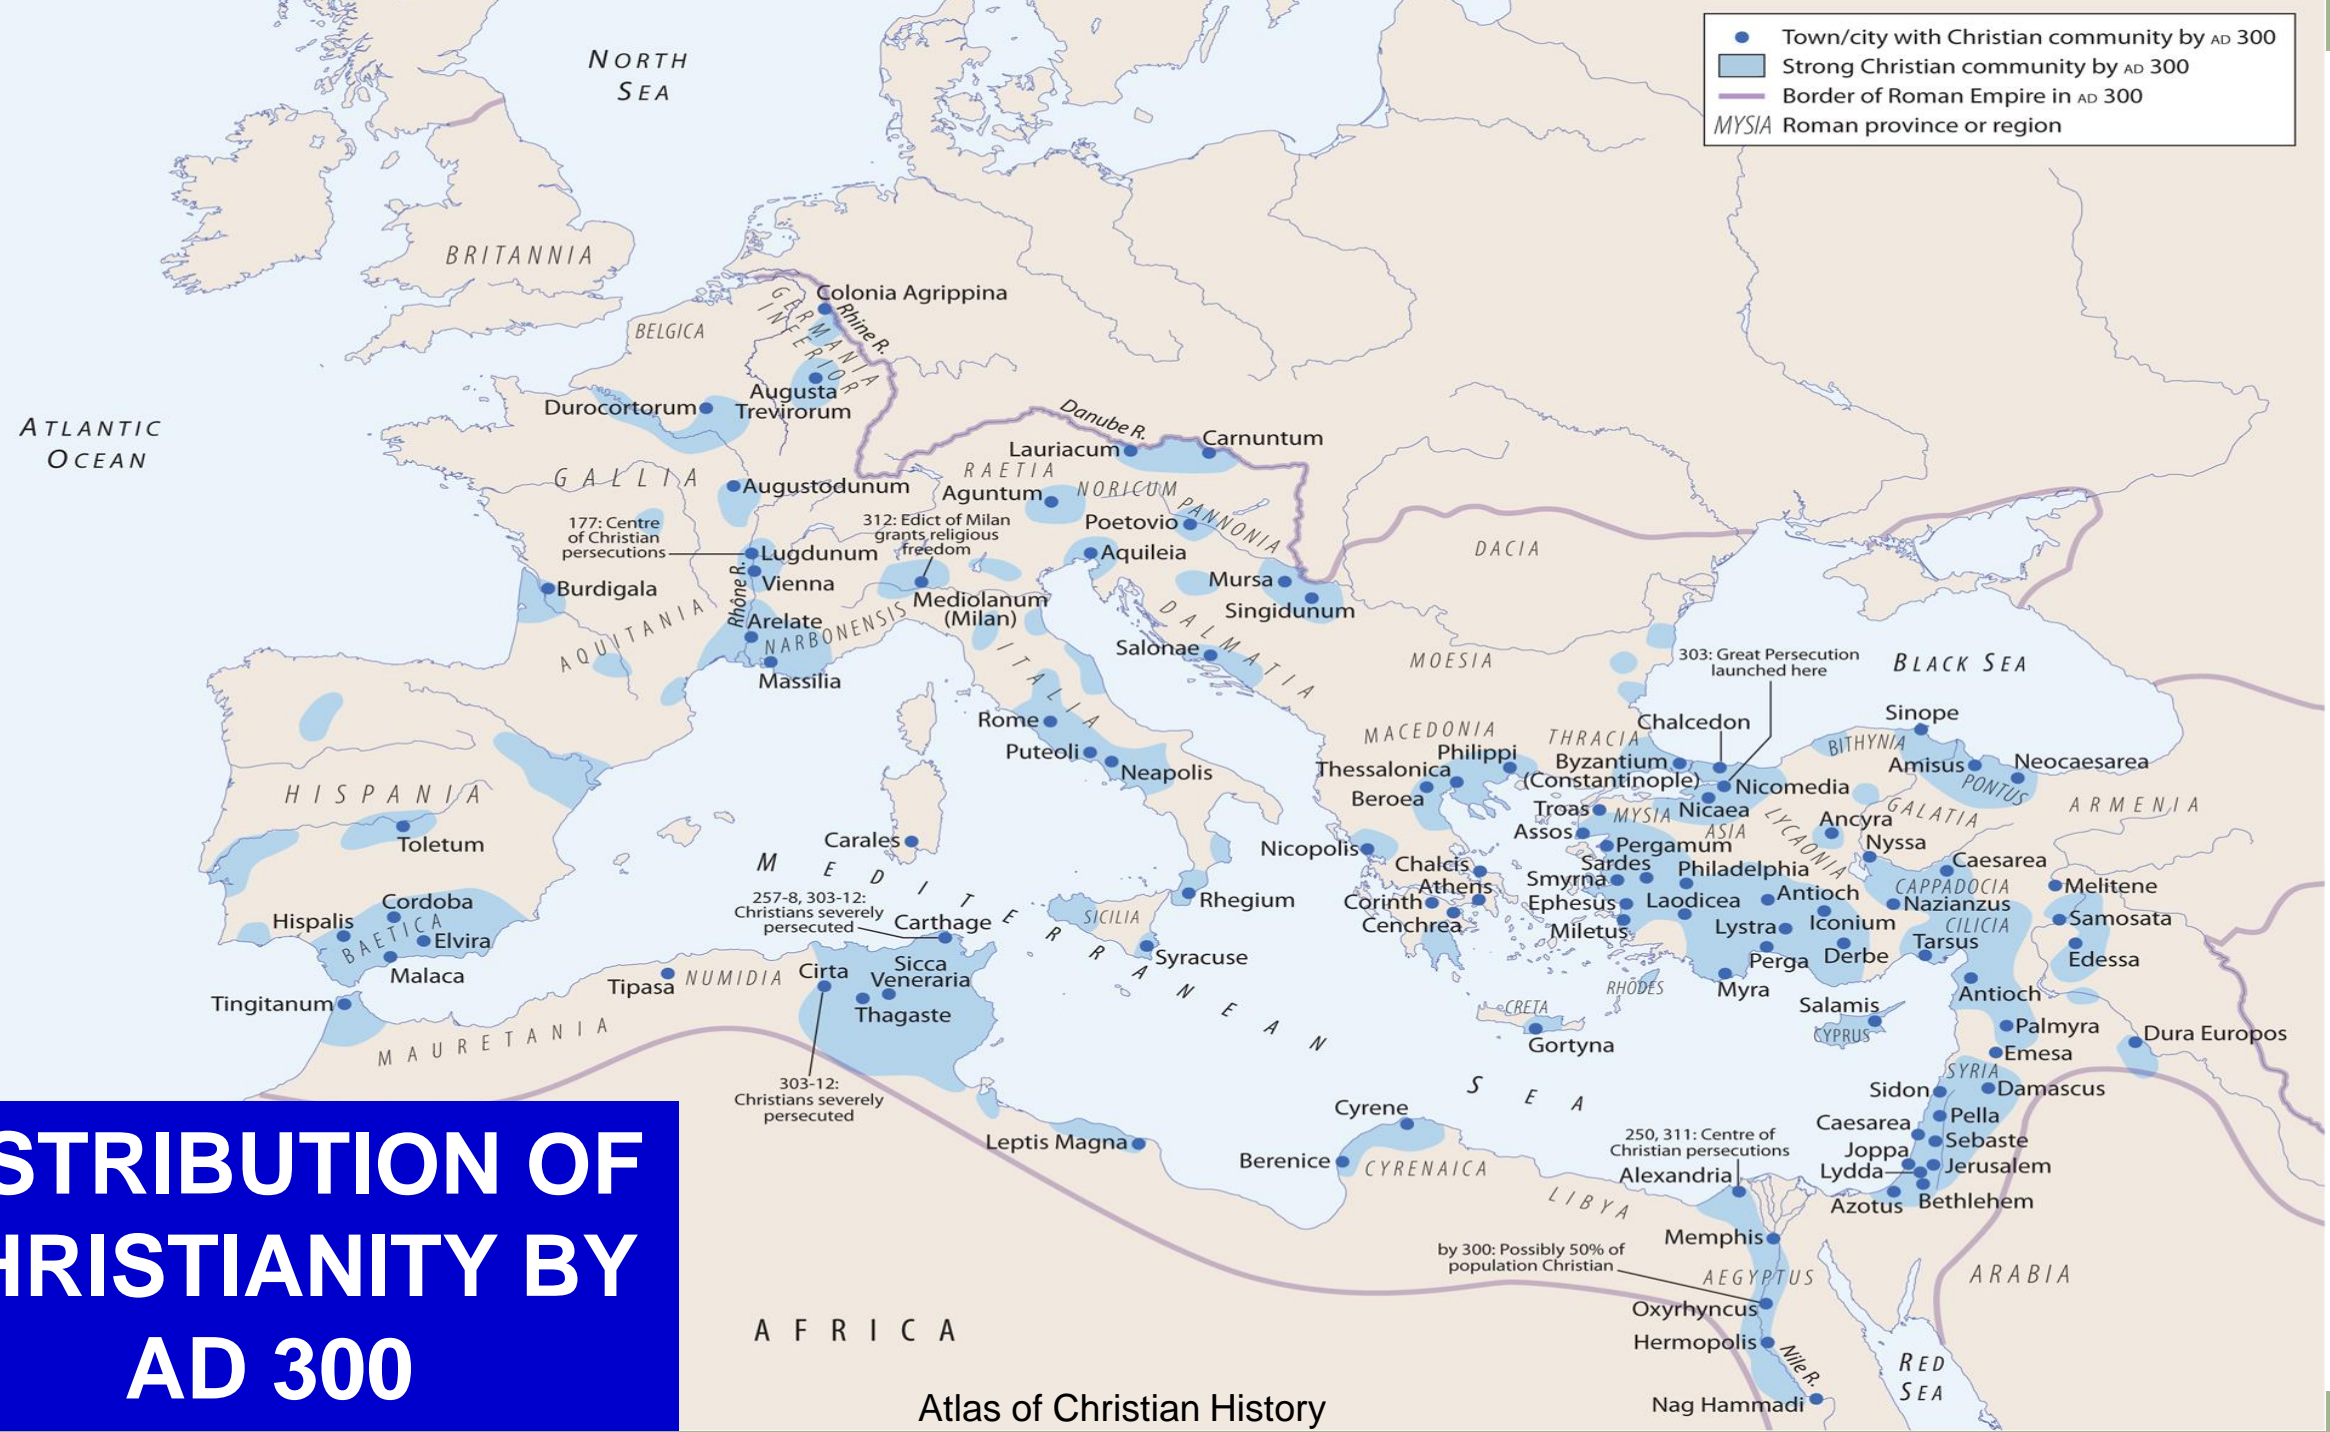 Town/city with Christian community by AD 300
Strong Christian community by AD 300
Border of Roman Empire in AD 300
MYSIA Roman province or region
NORTH
SEA
BRITANNIA
ATLANTIC
OCEAN
Colonia Agrippina
GERMANIA
INFERIOR
Rhine R.
BELGICA
Augusta
Trevirorum
Durocortorum
Danube R.
Lauriacum
Carnuntum
RAETIA
GALLIA
Augustodunum
Aguntum
NORICUM
PANNONIA
177: Centre
of Christian
persecutions
312: Edict of Milan
grants religious
freedom
Poetovio
Lugdunum
Aquileia
DACIA
Vienna
Rhône R.
Burdigala
Mursa
Mediolanum
(Milan)
Singidunum
Arelate
NARBONENSIS
AQUITANIA
DALMATIA
ITALIA
Salonae
MOESIA
303: Great Persecution
launched here
BLACK SEA
Massilia
Rome
Puteoli
Neapolis
MACEDONIA
THRACIA
Chalcedon
Sinope
BITHYNIA
Philippi
Thessalonica
Byzantium
(Constantinople)
Amisus
Neocaesarea
PONTUS
Beroea
Nicomedia
HISPANIA
Troas
MYSIA
Nicaea
LYCAONIA
GALATIA
ARMENIA
Assos
ASIA
Ancyra
Toletum
Carales
Nicopolis
Pergamum
Nyssa
Chalcis
Sardes
Philadelphia
Caesarea
MEDITERRANEAN
SEA
Athens
Smyrna
Antioch
CAPPADOCIA
Melitene
257-8, 303-12:
Christians severely
persecuted
Rhegium
Corinth
Ephesus
Laodicea
Nazianzus
Cordoba
Hispalis
Carthage
SICILIA
Cenchrea
Miletus
Lystra
Iconium
CILICIA
Samosata
BAETICA
Elvira
Tarsus
Malaca
Syracuse
Perga
Derbe
Edessa
Tipasa
NUMIDIA
Cirta
Sicca
Veneraria
RHODES
Myra
Antioch
Tingitanum
Thagaste
CRETA
Salamis
CYPRUS
Palmyra
Dura Europos
MAURETANIA
Gortyna
Emesa
303-12:
Christians severely
persecuted
SYRIA
Sidon
Damascus
Cyrene
Caesarea
Pella
Leptis Magna
250, 311: Centre of
Christian persecutions
Joppa
Sebaste
Berenice
CYRENAICA
Alexandria
Lydda
Jerusalem
LIBYA
Azotus
Bethlehem
Memphis
by 300: Possibly 50% of
population Christian
AEGYPTUS
ARABIA
Oxyrhyncus
AFRICA
Hermopolis
Nile R.
RED
SEA
Nag Hammadi
STRIBUTION OF
HRISTIANITY BY
AD 300
Atlas of Christian History